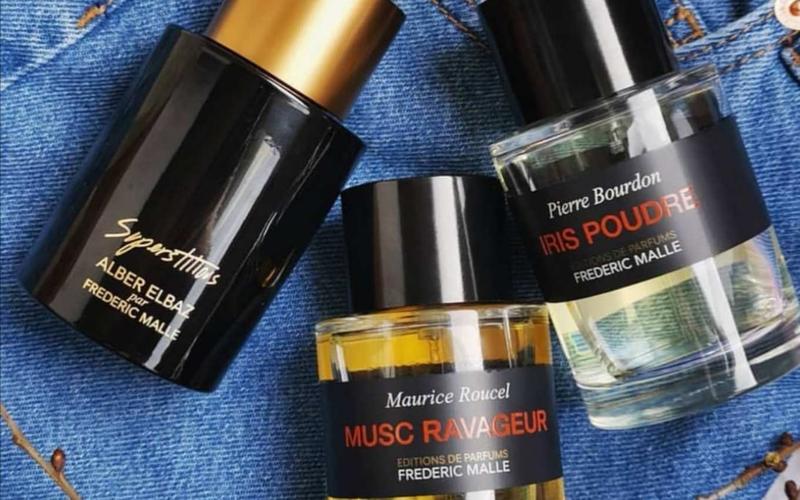 Superstitious
ALBER ELBAZ
par
FREDERIC MALLE
Maurice Roucel
MUSC RAVAGEUR
EDITIONS DE PARFUMS
FREDERIC MALLE
Pierre Bourdon
IRIS POUDRE
EDITIONS DE PARFUMS
FREDERIC MALLE